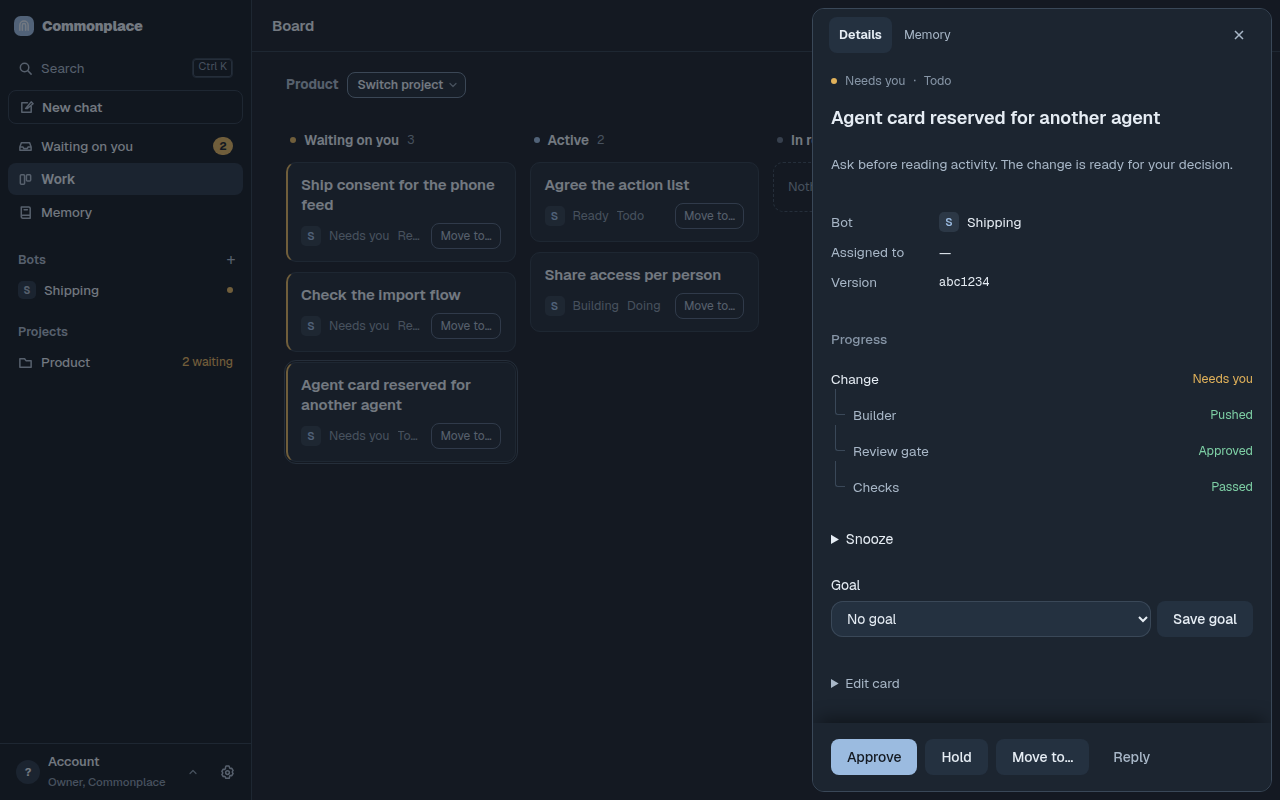 Commonplace
Search
Ctrl K
New chat
Waiting on you
2
Work
Memory
Bots
+
S
Shipping
Projects
Product
2 waiting
?
Account
Owner, Commonplace
Board
Product
Switch project
Waiting on you 3
Ship consent for the phone
feed
S
Needs you Re…
Move to…
Check the import flow
S
Needs you Re…
Move to…
Agent card reserved for
another agent
S
Needs you To…
Move to…
Active 2
Agree the action list
S
Ready Todo
Move to…
Share access per person
S
Building Doing
Move to…
Details
Memory
Needs you · Todo
Agent card reserved for another agent
Ask before reading activity. The change is ready for your decision.
Bot
S
Shipping
Assigned to
—
Version
abc1234
Progress
Change
Needs you
Builder
Pushed
Review gate
Approved
Checks
Passed
Snooze
Goal
No goal
Save goal
Edit card
Approve
Hold
Move to…
Reply